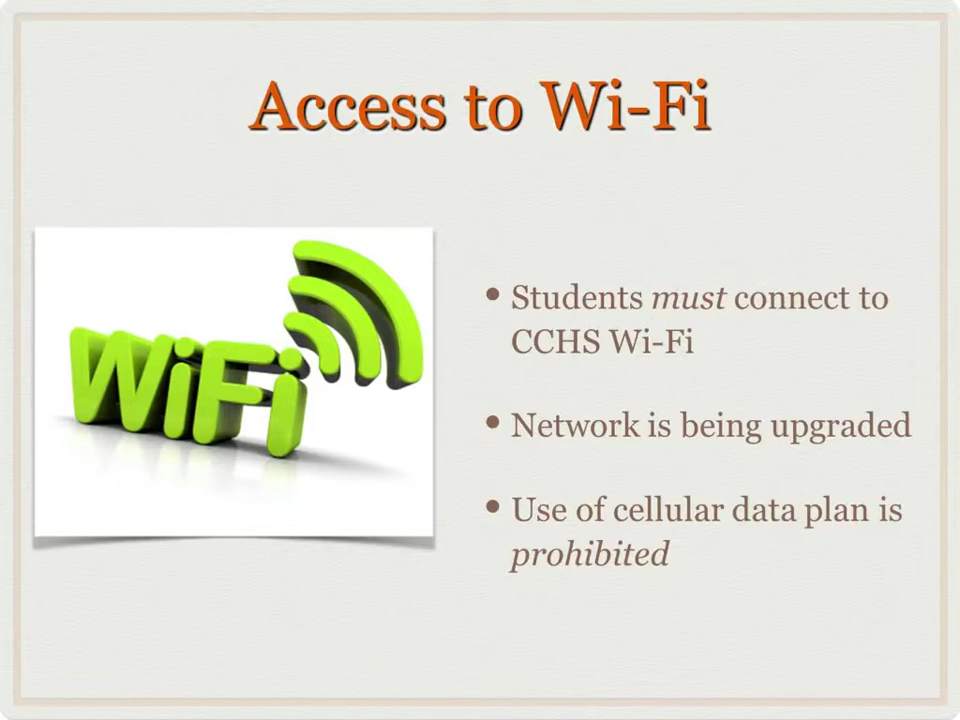 Access to Wi-Fi
WiFi
• Students must connect to
CCHS Wi-Fi
• Network is being upgraded
• Use of cellular data plan is
prohibited